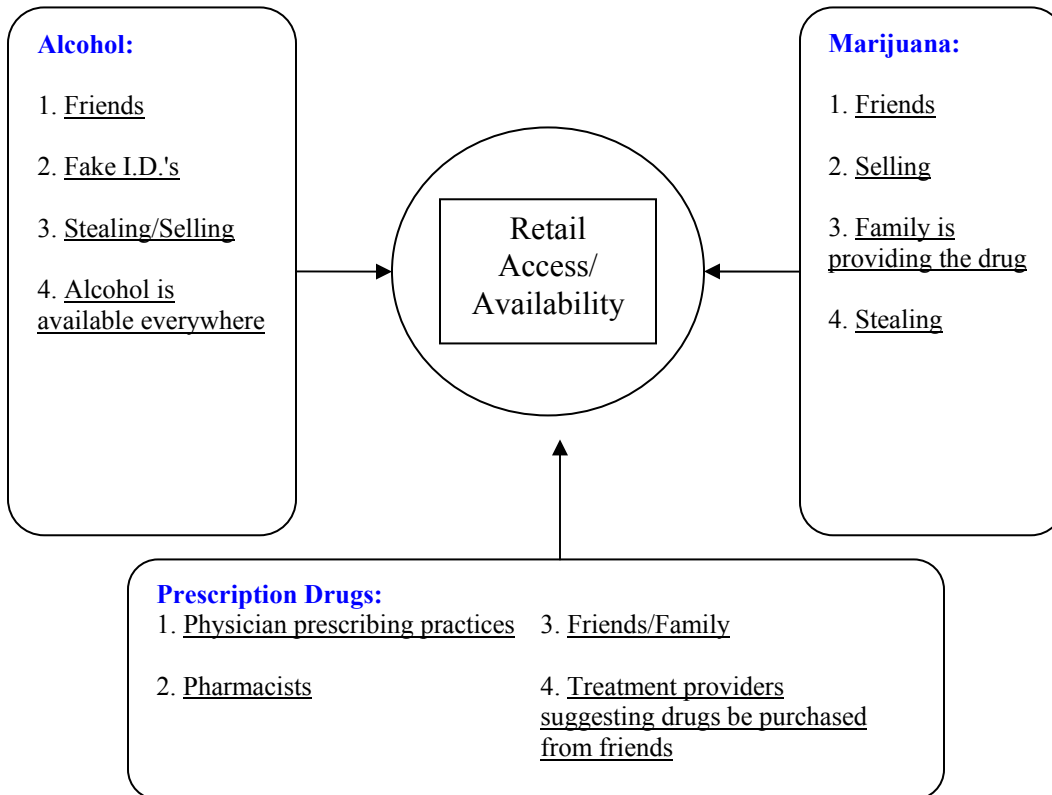 Alcohol:
1. Friends
2. Fake I.D.'s
3. Stealing/Selling
4. Alcohol is
available everywhere
Retail
Access/
Availability
Marijuana:
1. Friends
2. Selling
3. Family is
providing the drug
4. Stealing
Prescription Drugs:
1. Physician prescribing practices
2. Pharmacists
3. Friends/Family
4. Treatment providers
suggesting drugs be purchased
from friends